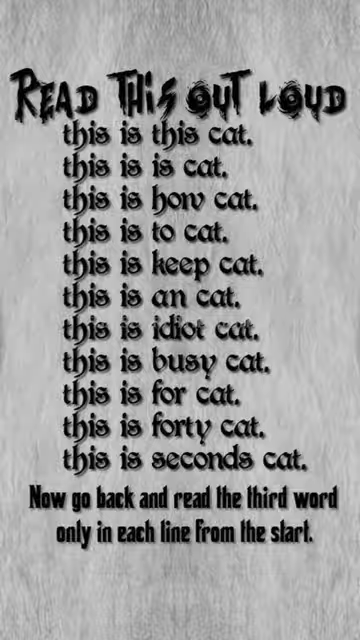 Read This Out Loud
this is this cat.
this is is cat.
this is how cat.
this is to cat.
this is keep cat.
this is an cat.
this is idiot cat.
this is busy cat.
this is for cat.
this is forty cat.
this is seconds cat.
Now go back and read the third word
only in each line from the start.